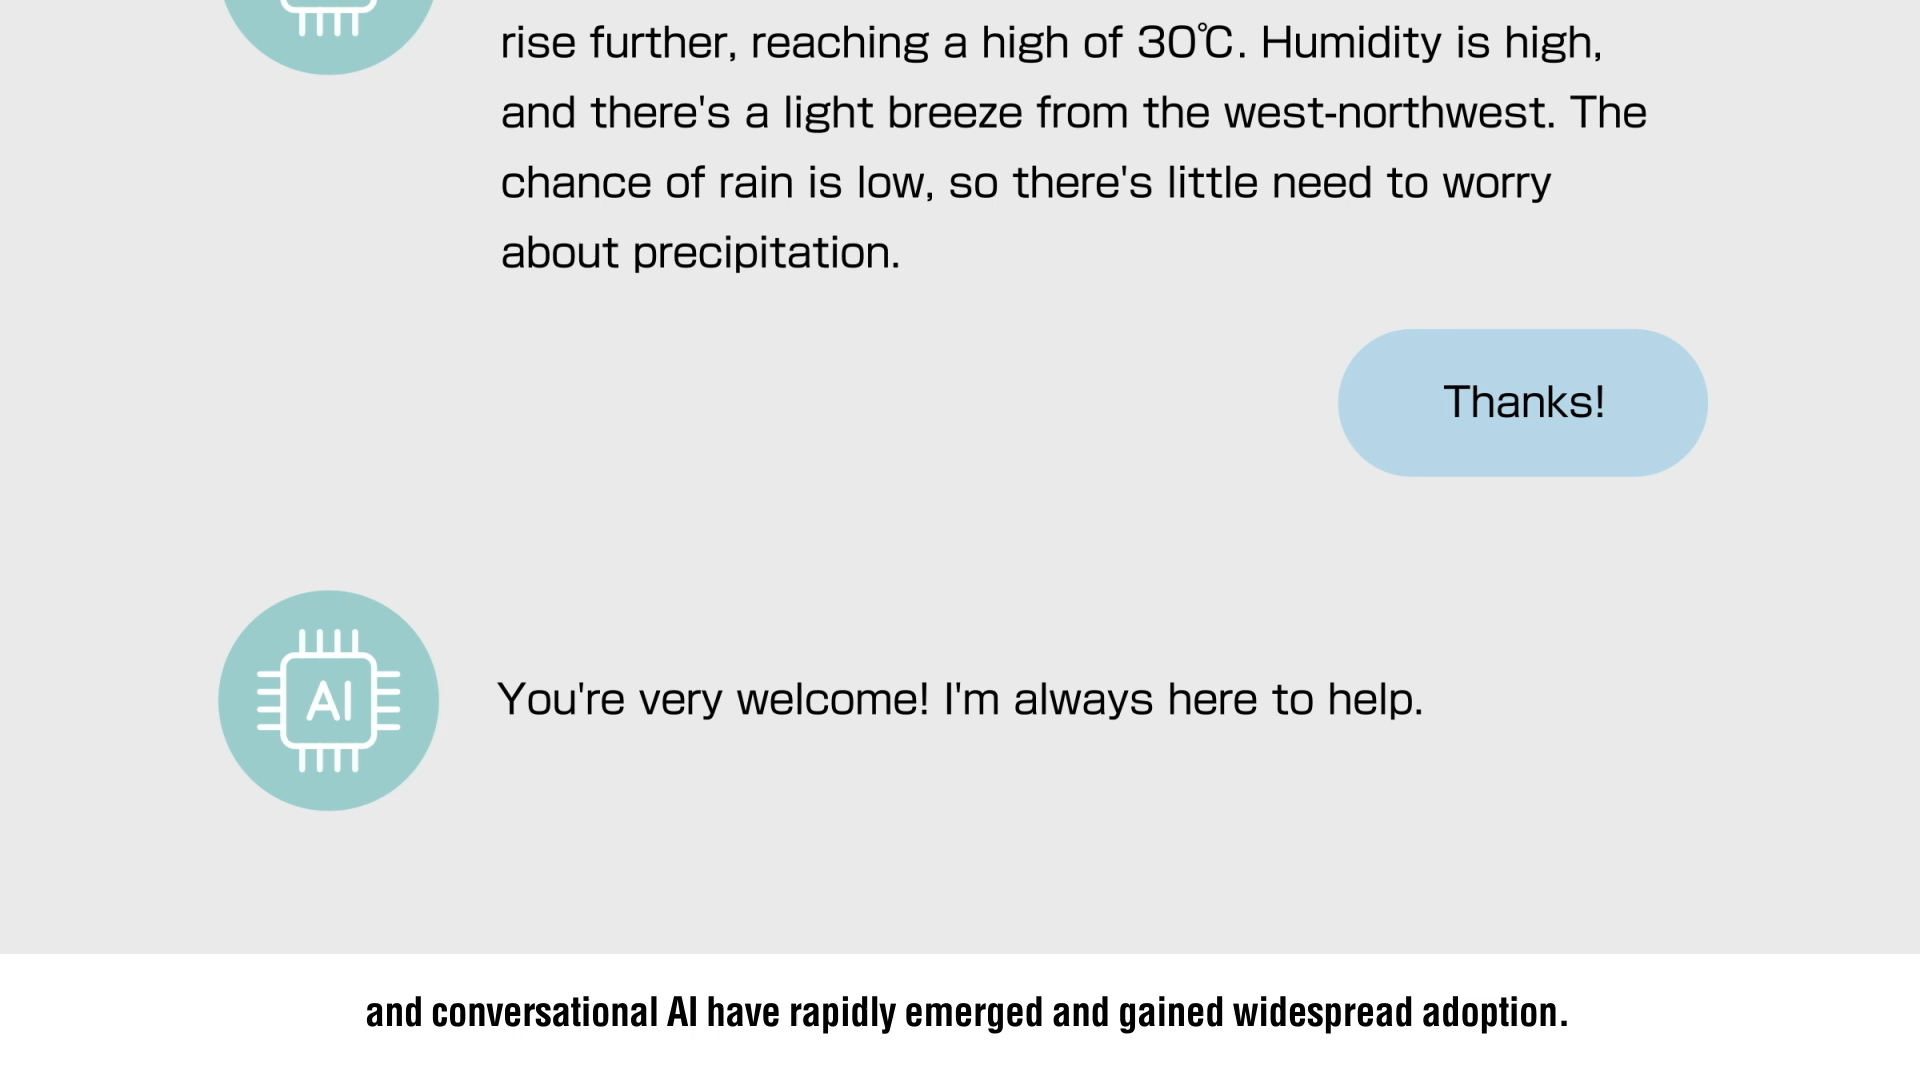 rise further, reaching a high of 30℃. Humidity is high,
and there's a light breeze from the west-northwest. The
chance of rain is low, so there's little need to worry
about precipitation.
Thanks!
AI
You're very welcome! I'm always here to help.
and conversational AI have rapidly emerged and gained widespread adoption.